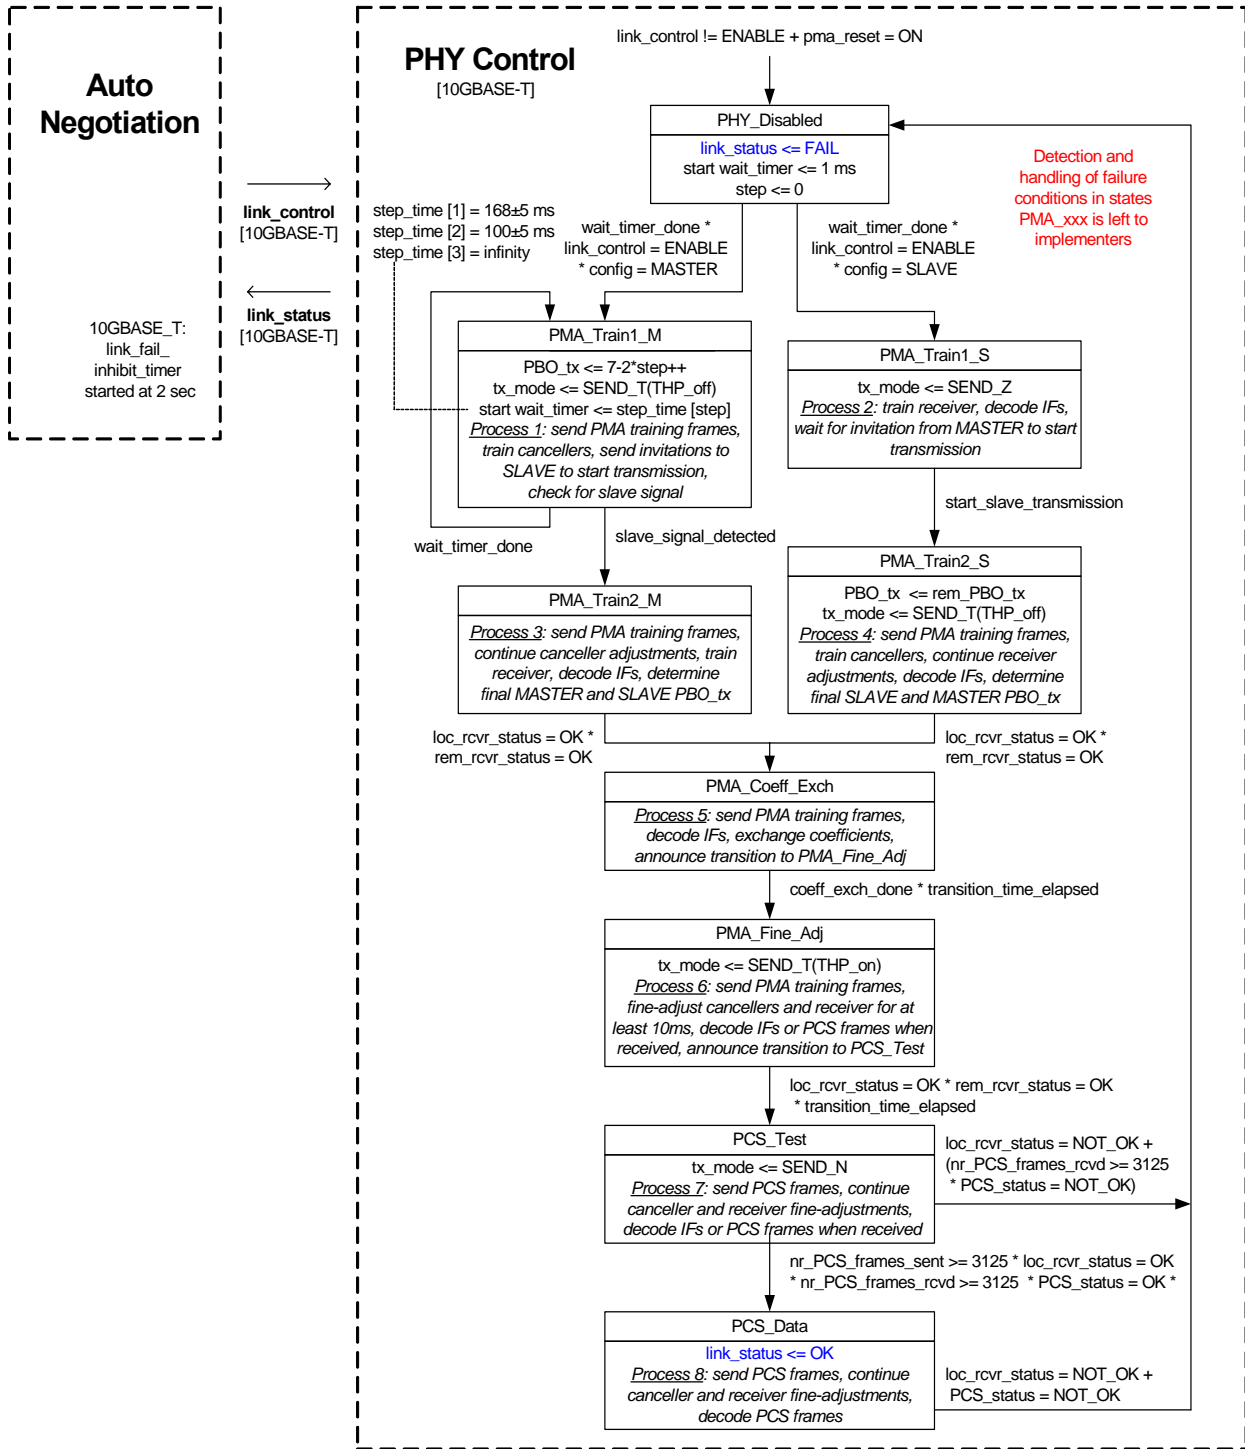 Auto
Negotiation
link_control
[10GBASE-T]
link_status
[10GBASE-T]
10GBASE_T:
link_fail_
inhibit_timer
started at 2 sec
PHY Control
[10GBASE-T]
link_control != ENABLE + pma_reset = ON
PHY_Disabled
link_status <= FAIL
start wait_timer <= 1 ms
step <= 0
Detection and
handling of failure
conditions in states
PMA_xxx is left to
implementers
step_time [1] = 168±5 ms
step_time [2] = 100±5 ms
step_time [3] = infinity
wait_timer_done *
link_control = ENABLE
* config = MASTER
wait_timer_done *
link_control = ENABLE
* config = SLAVE
PMA_Train1_M
PBO_tx <= 7-2*step++
tx_mode <= SEND_T(THP_off)
start wait_timer <= step_time [step]
Process 1: send PMA training frames,
train cancellers, send invitations to
SLAVE to start transmission,
check for slave signal
PMA_Train1_S
tx_mode <= SEND_Z
Process 2: train receiver, decode IFs,
wait for invitation from MASTER to start
transmission
wait_timer_done
slave_signal_detected
start_slave_transmission
PMA_Train2_M
Process 3: send PMA training frames,
continue canceller adjustments, train
receiver, decode IFs, determine
final MASTER and SLAVE PBO_tx
PMA_Train2_S
PBO_tx <= rem_PBO_tx
tx_mode <= SEND_T(THP_off)
Process 4: send PMA training frames,
train cancellers, continue receiver
adjustments, decode IFs, determine
final SLAVE and MASTER PBO_tx
loc_rcvr_status = OK *
rem_rcvr_status = OK
loc_rcvr_status = OK *
rem_rcvr_status = OK
PMA_Coeff_Exch
Process 5: send PMA training frames,
decode IFs, exchange coefficients,
announce transition to PMA_Fine_Adj
coeff_exch_done * transition_time_elapsed
PMA_Fine_Adj
tx_mode <= SEND_T(THP_on)
Process 6: send PMA training frames,
fine-adjust cancellers and receiver for at
least 10ms, decode IFs or PCS frames when
received, announce transition to PCS_Test
loc_rcvr_status = OK * rem_rcvr_status = OK
* transition_time_elapsed
PCS_Test
tx_mode <= SEND_N
Process 7: send PCS frames, continue
canceller and receiver fine-adjustments,
decode IFs or PCS frames when received
loc_rcvr_status = NOT_OK +
(nr_PCS_frames_rcvd >= 3125
* PCS_status = NOT_OK)
nr_PCS_frames_sent >= 3125 * loc_rcvr_status = OK
* nr_PCS_frames_rcvd >= 3125 * PCS_status = OK *
PCS_Data
link_status <= OK
Process 8: send PCS frames, continue
canceller and receiver fine-adjustments,
decode PCS frames
loc_rcvr_status = NOT_OK +
PCS_status = NOT_OK